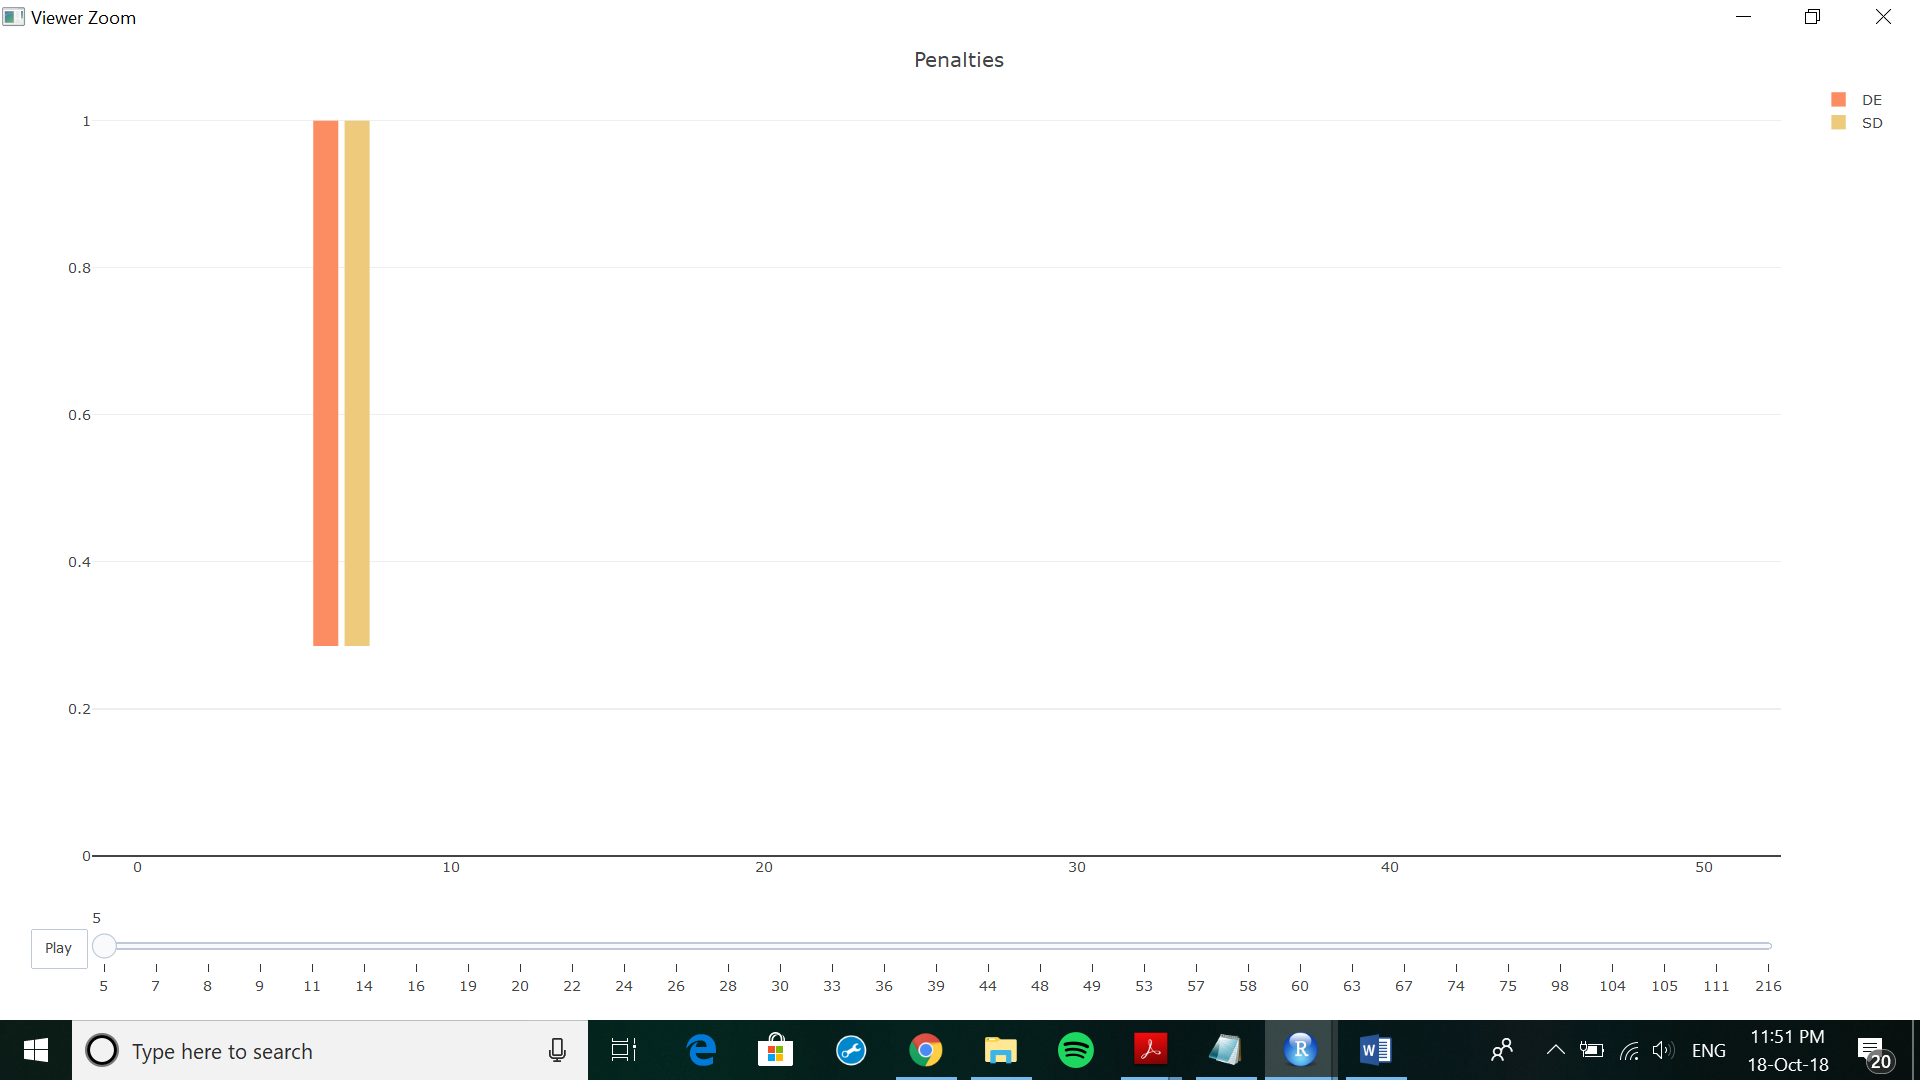 Viewer Zoom
Penalties
DE
SD
1
0.8
0.6
0.4
0.2
0
0 10 20 30 40 50
5
Play
5 7 8 9 11 14 16 19 20 22 24 26 28 30 33 36 39 44 48 49 53 57 58 60 63 67 74 75 98 104 105 111 216
Type here to search
R
W
ENG
11:51 PM
18-Oct-18
20